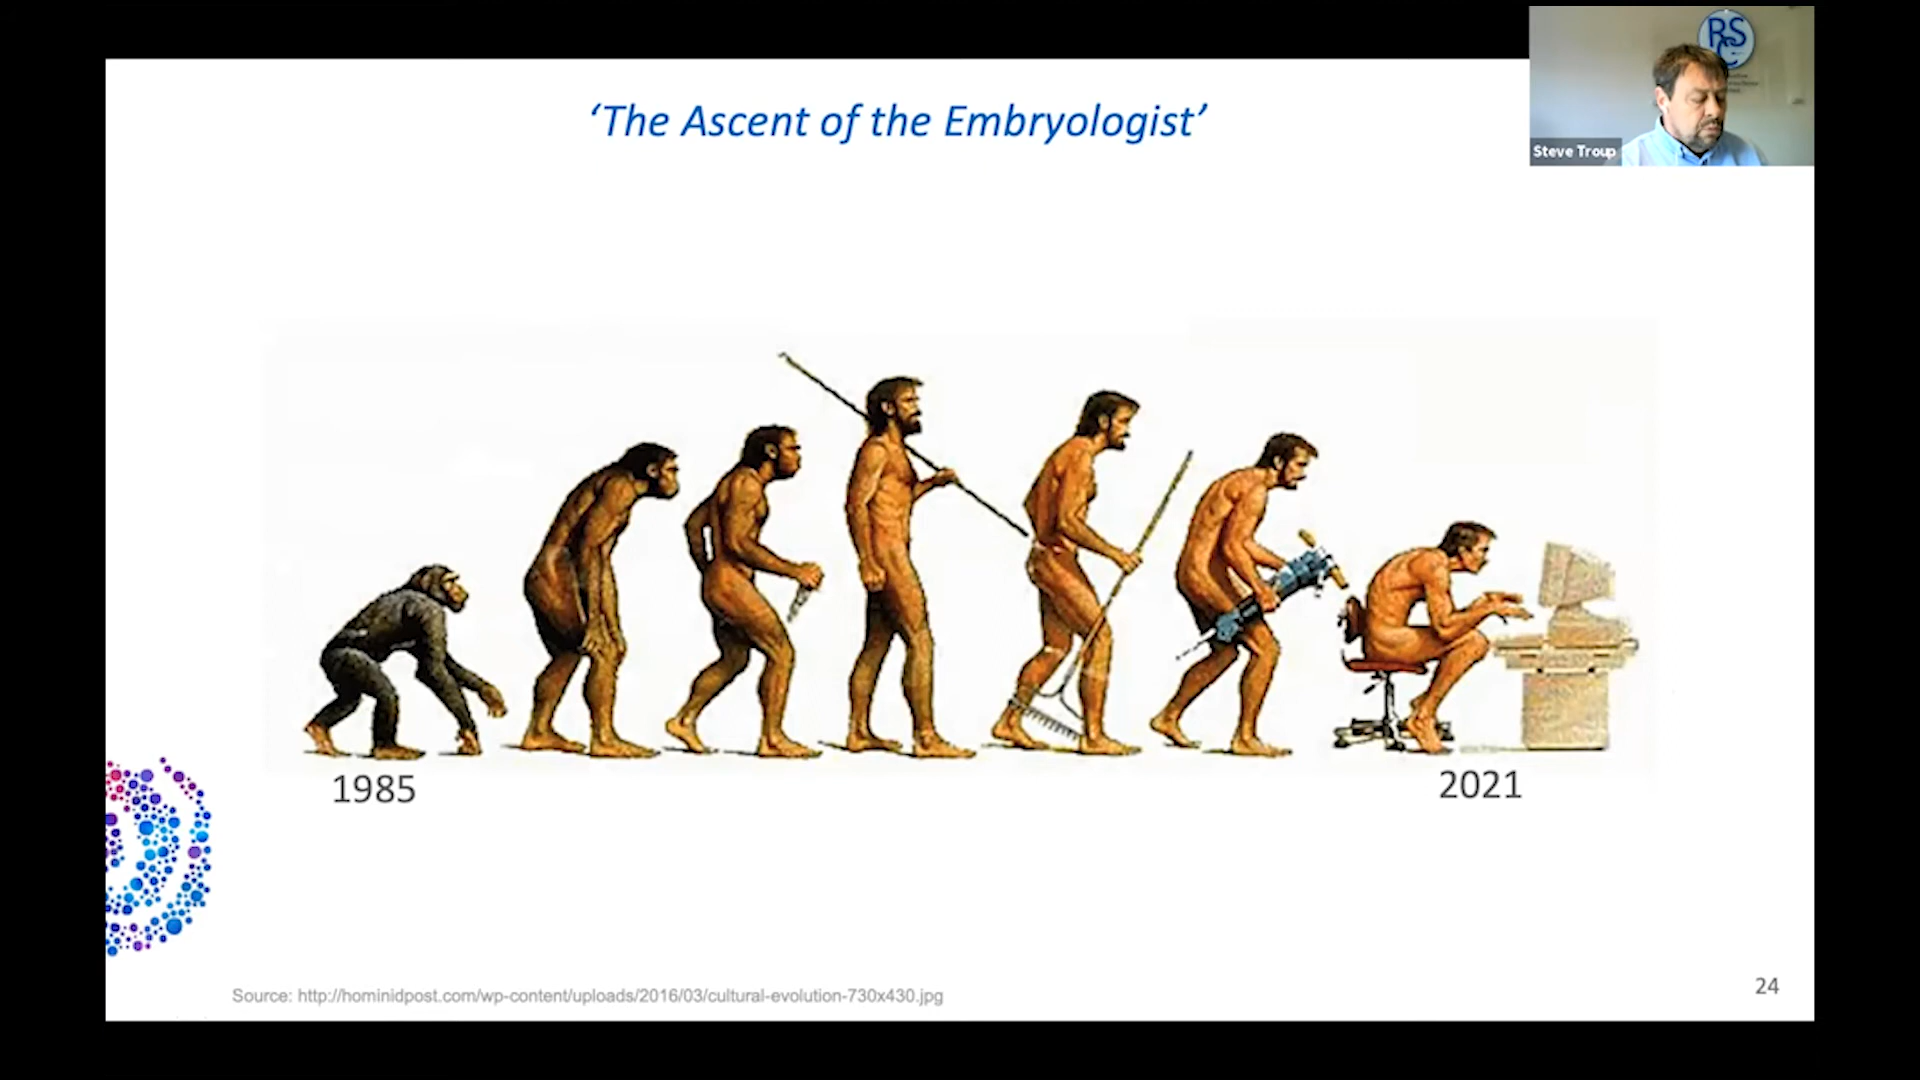 ‘The Ascent of the Embryologist’
RSC
Steve Troup
1985
2021
Source: http://hominidpost.com/wp-content/uploads/2016/03/cultural-evolution-730x430.jpg
24